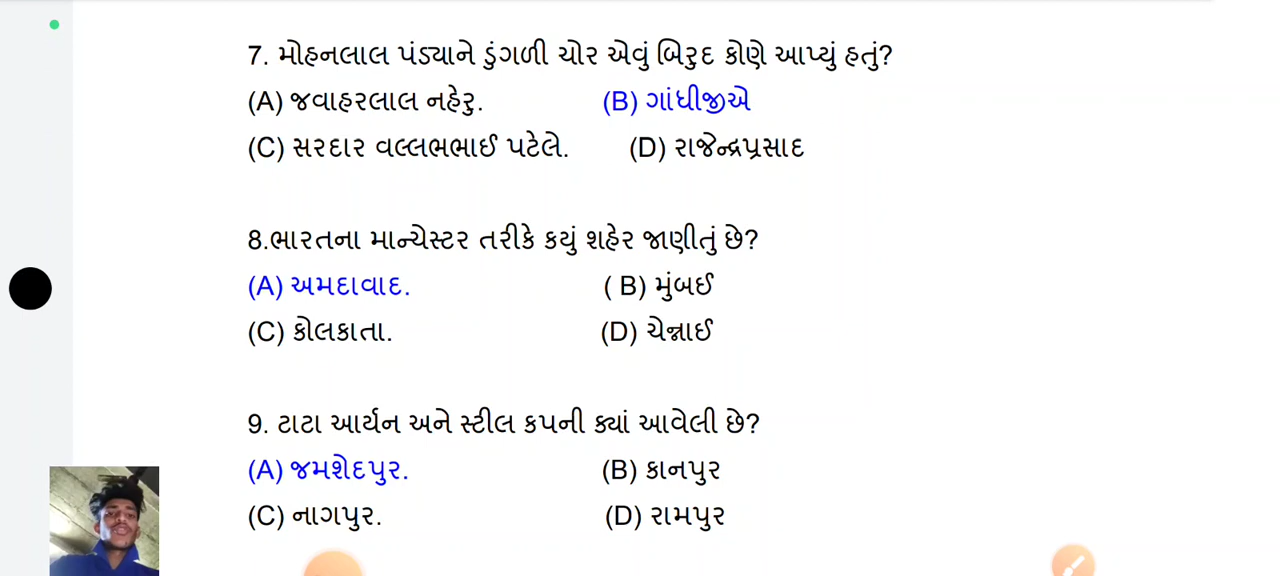 7. મોહનલાલ પંડ્યાને ડુંગળી ચોર એવું બિરુદ કોણે આપ્યું હતું?
(A) જવાહરલાલ નહેરુ. (B) ગાંધીજીએ
(C) સરદાર વલ્લભભાઈ પટેલે. (D) રાજેન્દ્રપ્રસાદ
8.ભારતના માન્ચેસ્ટર તરીકે કયું શહેર જાણીતું છે?
(A) અમદાવાદ. ( B) મુંબઈ
(C) કોલકાતા. (D) ચેન્નાઈ
9. ટાટા આર્યન અને સ્ટીલ કપની ક્યાં આવેલી છે?
(A) જમશેદપુર. (B) કાનપુર
(C) નાગપુર. (D) રામપુર